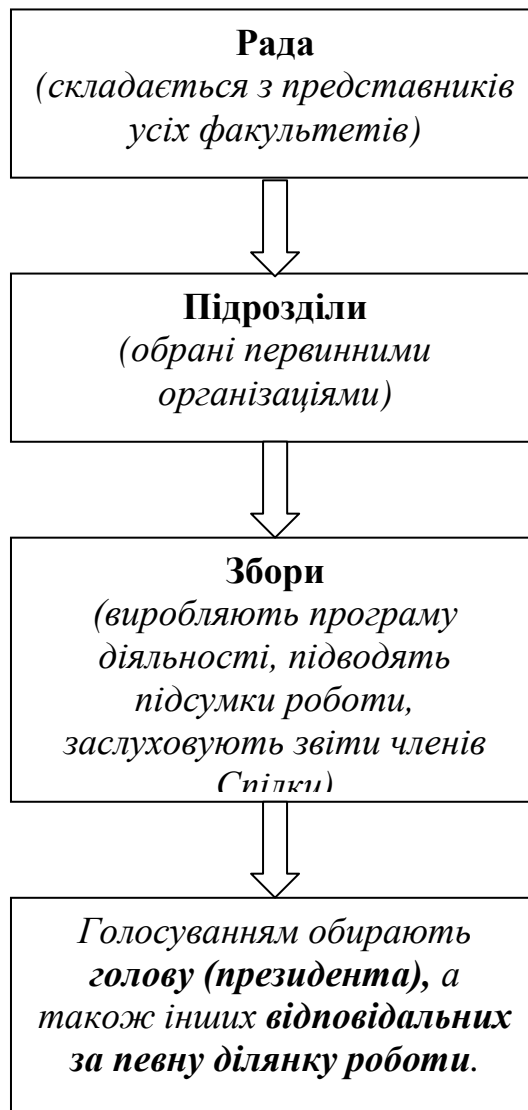 Рада
(складається з представників
усіх факультетів)
Підрозділи
(обрані первинними
організаціями)
Збори
(виробляють програму
діяльності, підводять
підсумки роботи,
заслуховують звіти членів
Спілки)
Голосуванням обирають
голову (президента), а
також інших відповідальних
за певну ділянку роботи.